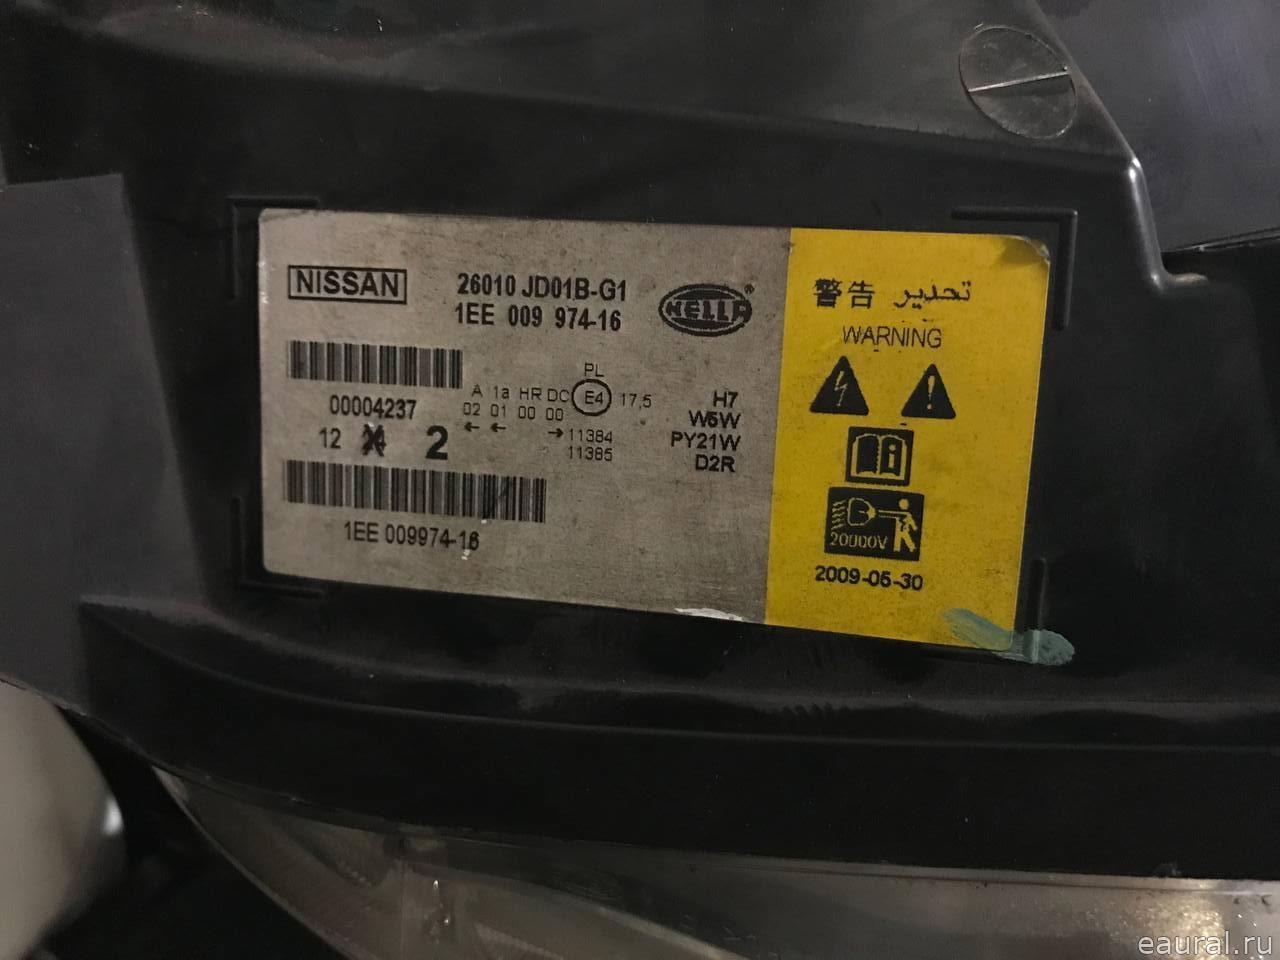 NISSAN
26010 JD01B-G1
1EE 009 974-16
HELLA®
00004237
12 2
1EE 009974-16
PL
A 1a HR DC E4 17,5
02 01 00 00
← ← → 11384
11385
H7
W5W
PY21W
D2R
警告 تحذير
WARNING
i
20000V
2009-05-30
eaural.ru